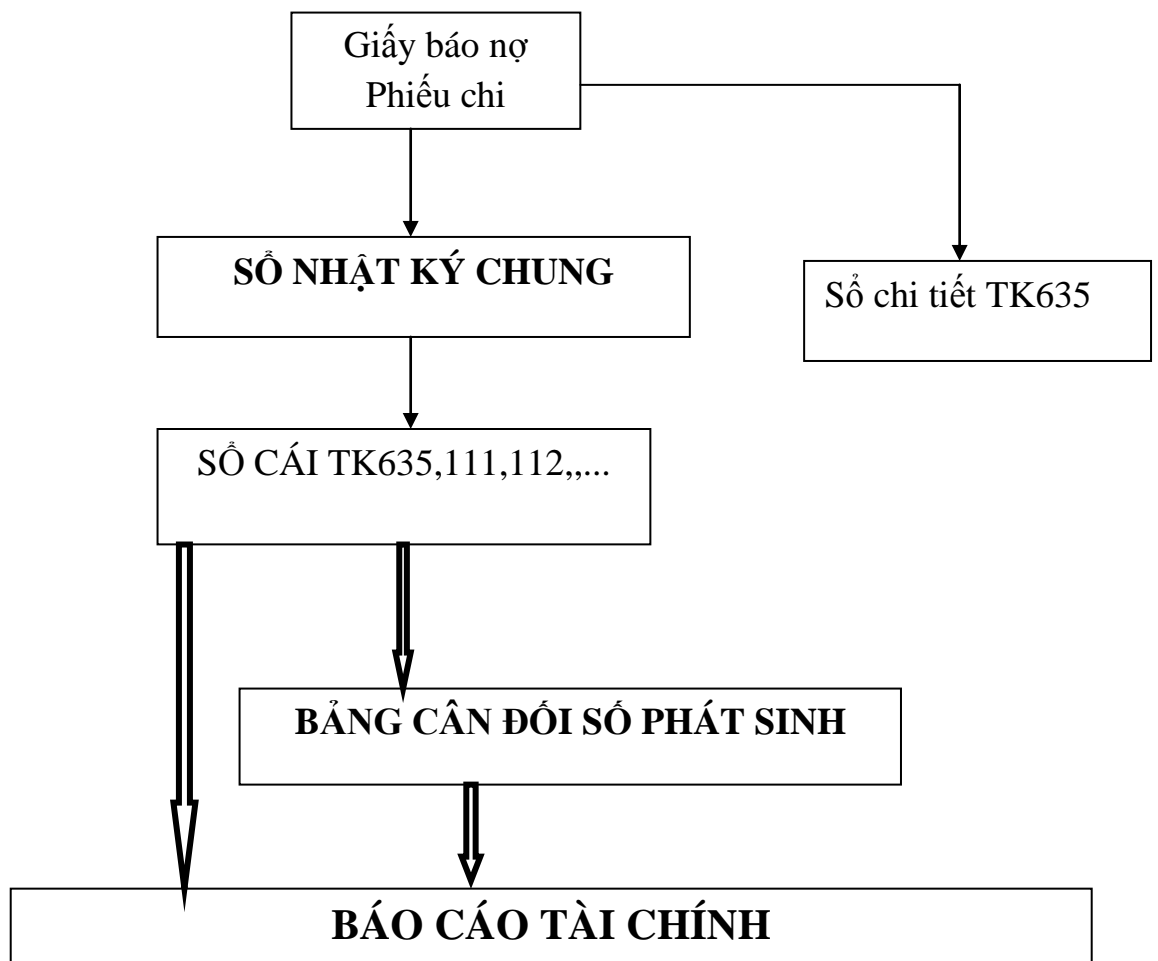 Giấy báo nợ
Phiếu chi
SỔ NHẬT KÝ CHUNG
Sổ chi tiết TK635
SỔ CÁI TK635,111,112,,...
BẢNG CÂN ĐỐI SỐ PHÁT SINH
BÁO CÁO TÀI CHÍNH